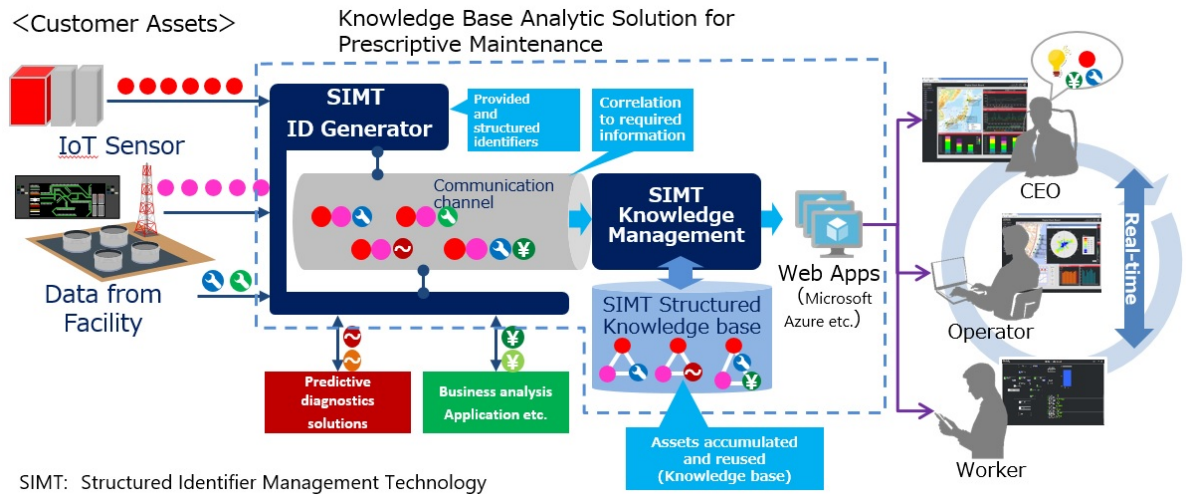 <Customer Assets>
Knowledge Base Analytic Solution for
Prescriptive Maintenance
IoT Sensor
Data from
Facility
SIMT
ID Generator
Provided
and
structured
identifiers
Correlation
to required
information
Communication
channel
SIMT
Knowledge
Management
Web Apps
(Microsoft
Azure etc.)
SIMT Structured
Knowledge base
¥
¥
¥
¥
¥
Predictive
diagnostics
solutions
Business analysis
Application etc.
Assets accumulated
and reused
(Knowledge base)
CEO
Operator
Worker
Real-time
SIMT: Structured Identifier Management Technology